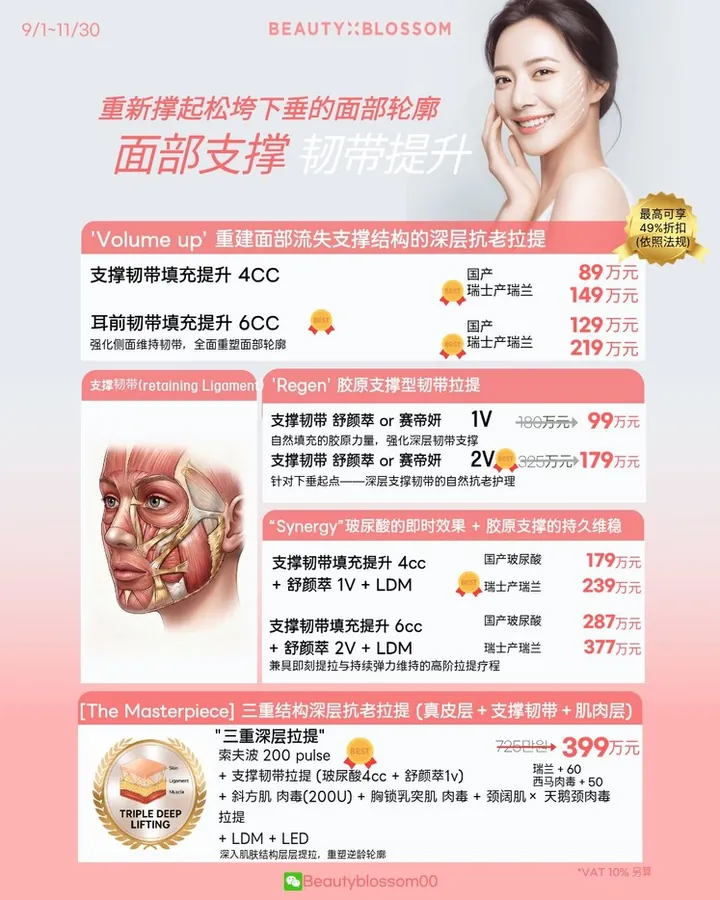 9/1~11/30
BEAUTY BLOSSOM
重新撑起松垮下垂的面部轮廓
面部支撑 韧带提升
最高可享
49%折扣
(依照法规)
'Volume up' 重建面部流失支撑结构的深层抗老拉提
支撑韧带填充提升 4CC
国产 89万元
BEST 瑞士产瑞兰 149万元
耳前韧带填充提升 6CC BEST
强化侧面维持韧带，全面重塑面部轮廓
国产 129万元
BEST 瑞士产瑞兰 219万元
支撑韧带(retaining Ligament)
'Regen' 胶原支撑型韧带拉提
支撑韧带 舒颜萃 or 赛帝妍 1V 180万元 99万元
自然填充的胶原力量，强化深层韧带支撑
支撑韧带 舒颜萃 or 赛帝妍 2V BEST 325万元 179万元
针对下垂起点——深层支撑韧带的自然抗老护理
“Synergy”玻尿酸的即时效果 + 胶原支撑的持久维稳
支撑韧带填充提升 4cc
+ 舒颜萃 1V + LDM
国产玻尿酸 179万元
BEST 瑞士产瑞兰 239万元
支撑韧带填充提升 6cc
+ 舒颜萃 2V + LDM
国产玻尿酸 287万元
瑞士产瑞兰 377万元
兼具即刻提拉与持续弹力维持的高阶拉提疗程
[The Masterpiece] 三重结构深层抗老拉提 (真皮层 + 支撑韧带 + 肌肉层)
Skin
Ligament
Muscle
TRIPLE DEEP
LIFTING
"三重深层拉提"
索夫波 200 pulse BEST
725만원 399万元
瑞兰 + 60
西马肉毒 + 50
+ 支撑韧带拉提 (玻尿酸4cc + 舒颜萃1v)
+ 斜方肌 肉毒(200U) + 胸锁乳突肌 肉毒 + 颈阔肌× 天鹅颈肉毒
拉提
+ LDM + LED
深入肌肤结构层层提拉，重塑逆龄轮廓
*VAT 10% 另算
Beautyblossom00